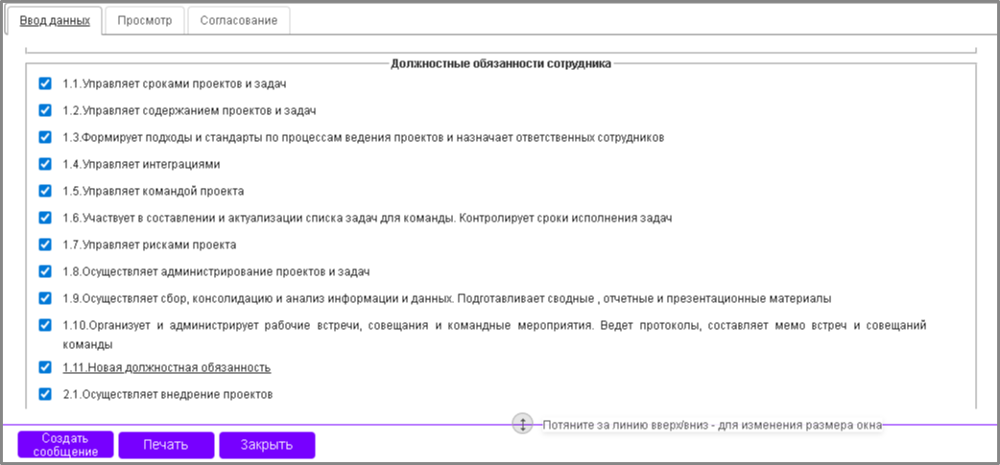 Ввод данных
Просмотр
Согласование
Должностные обязанности сотрудника
1.1.Управляет сроками проектов и задач
1.2.Управляет содержанием проектов и задач
1.3.Формирует подходы и стандарты по процессам ведения проектов и назначает ответственных сотрудников
1.4.Управляет интеграциями
1.5.Управляет командой проекта
1.6.Участвует в составлении и актуализации списка задач для команды. Контролирует сроки исполнения задач
1.7.Управляет рисками проекта
1.8.Осуществляет администрирование проектов и задач
1.9.Осуществляет сбор, консолидацию и анализ информации и данных. Подготавливает сводные , отчетные и презентационные материалы
1.10.Организует и администрирует рабочие встречи, совещания и командные мероприятия. Ведет протоколы, составляет мемо встреч и совещаний
команды
1.11.Новая должностная обязанность
2.1.Осуществляет внедрение проектов
Потяните за линию вверх/вниз - для изменения размера окна
Создать
сообщение
Печать
Закрыть